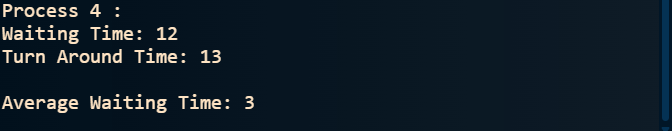 Process 4 :
Waiting Time: 12
Turn Around Time: 13
Average Waiting Time: 3